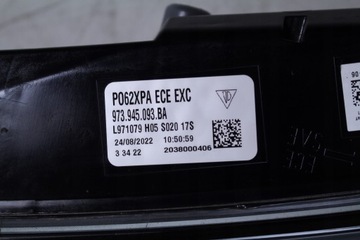 PO62XPA ECE EXC
973.945.093.BA
L971079 H05 S020 17S
24/08/2022 10:50:59
3 34 22 2038000406